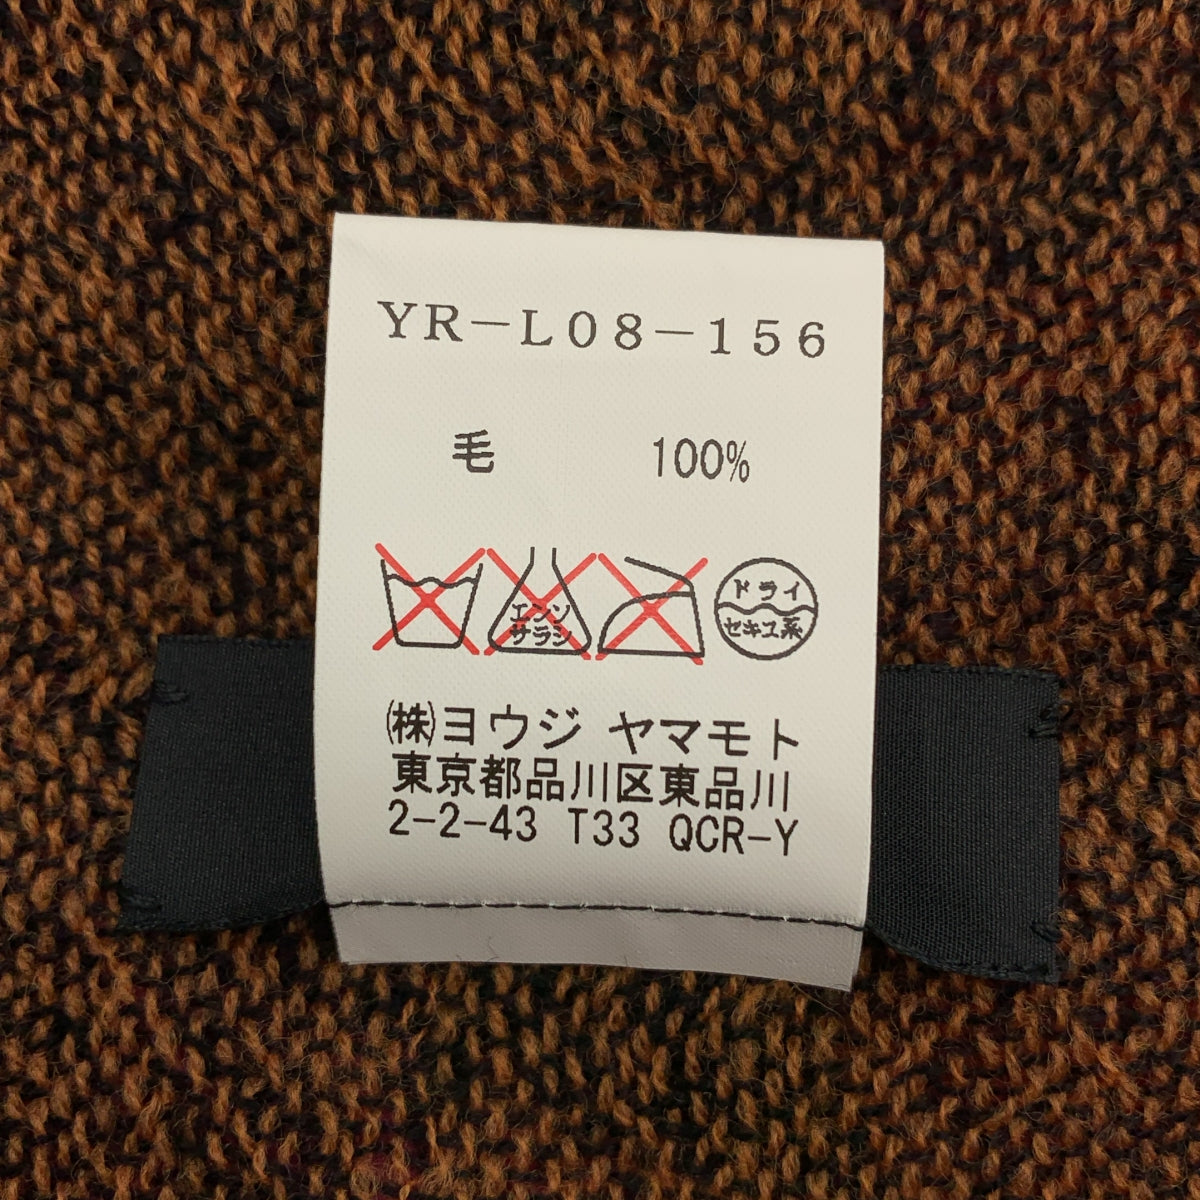 YR-L08-156
毛 100%
エンソ
サラシ
ドライ
セキユ系
㈱ヨウジ ヤマモト
東京都品川区東品川
2-2-43 T33 QCR-Y